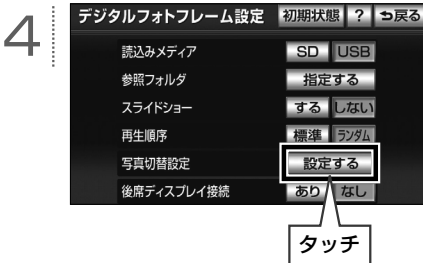 4
デジタルフォトフレーム設定 初期状態 ? 戻る
読込みメディア SD USB
参照フォルダ 指定する
スライドショー する しない
再生順序 標準 ランダム
写真切替設定 設定する
後席ディスプレイ接続 あり なし
タッチ